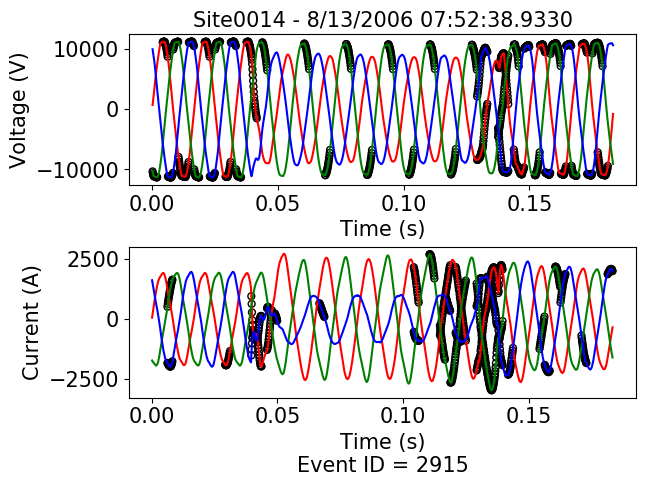 Site0014 - 8/13/2006 07:52:38.9330
10000
0
−10000
Voltage (V)
0.00 0.05 0.10 0.15
Time (s)
2500
0
−2500
Current (A)
0.00 0.05 0.10 0.15
Time (s)
Event ID = 2915